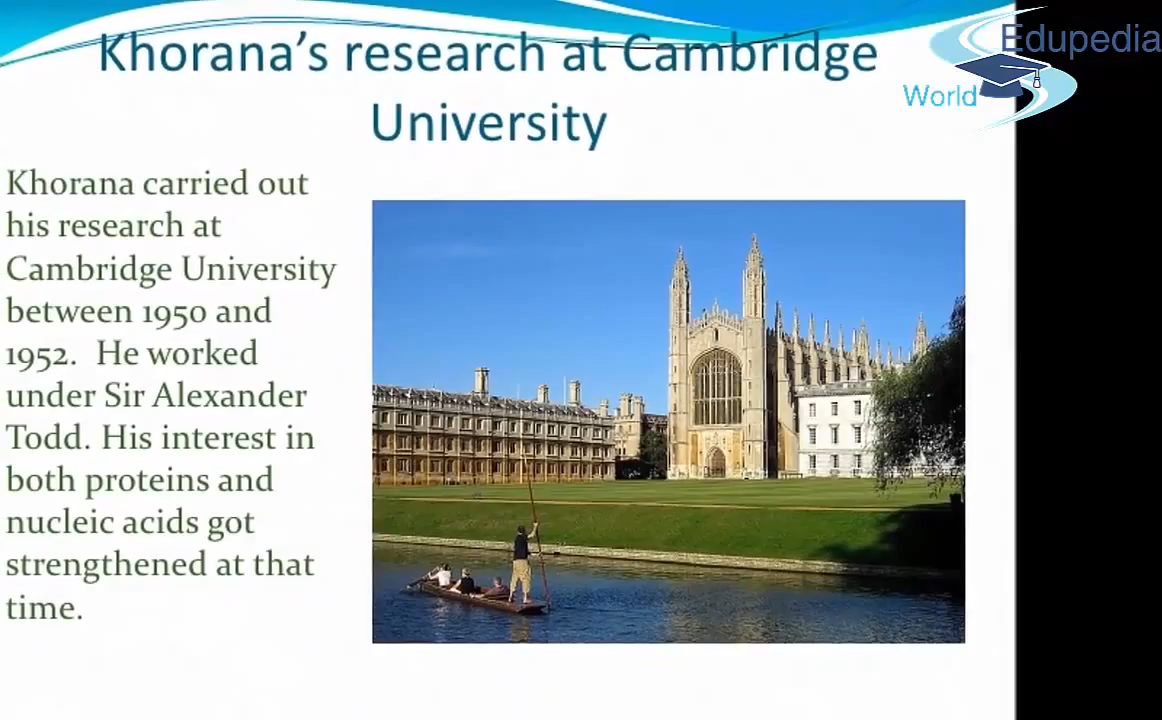 Khorana's research at Cambridge
University
Edupedia
World
Khorana carried out
his research at
Cambridge University
between 1950 and
1952.  He worked
under Sir Alexander
Todd. His interest in
both proteins and
nucleic acids got
strengthened at that
time.